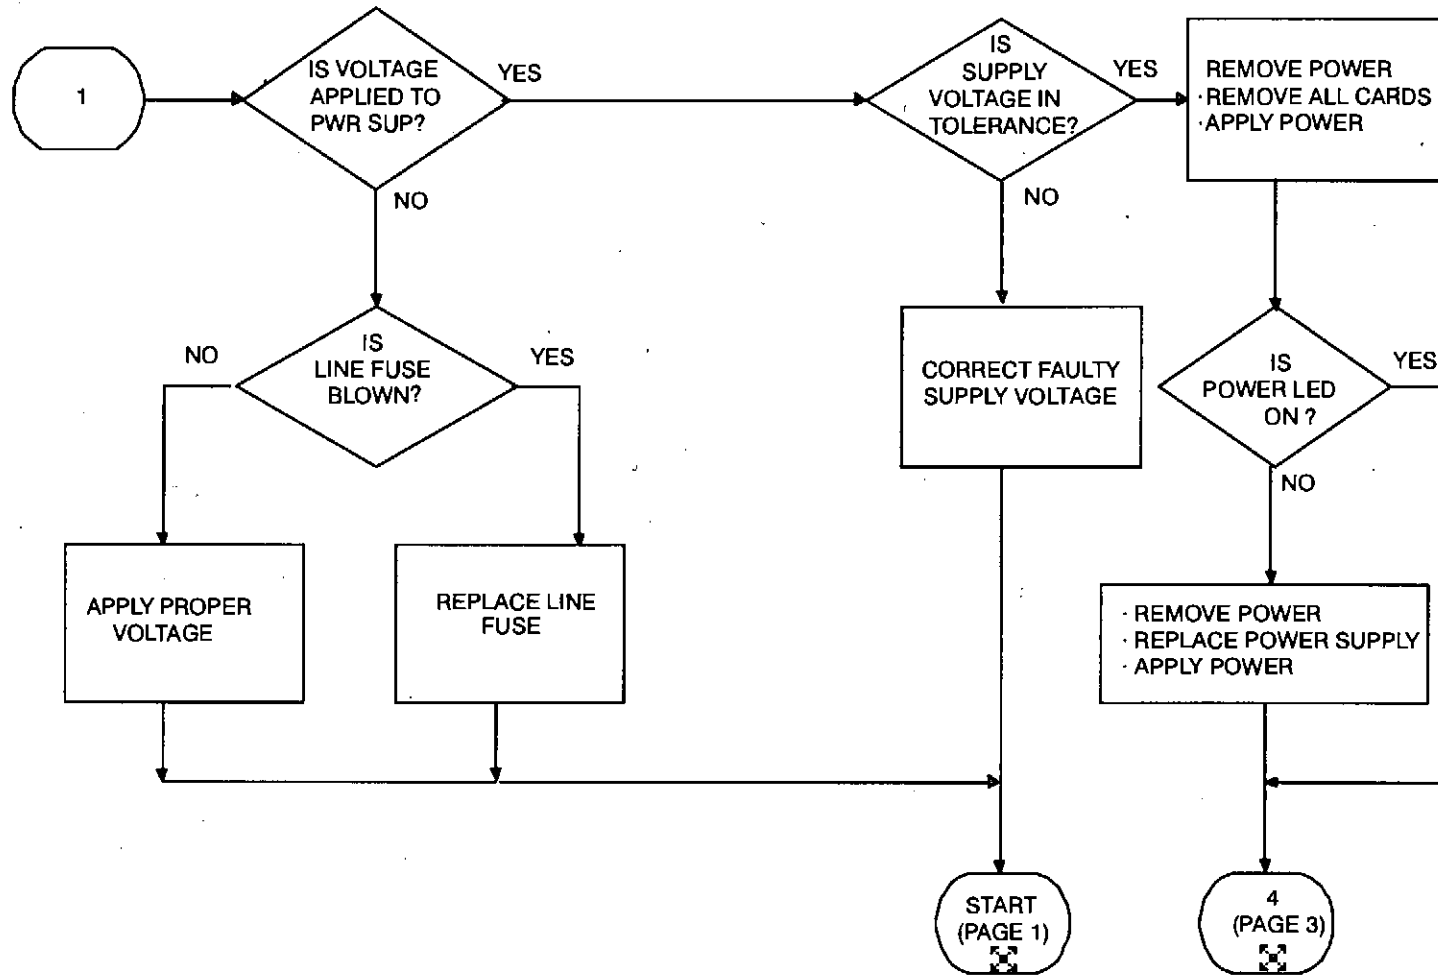 1
IS VOLTAGE
APPLIED TO
PWR SUP?
YES
NO
IS
SUPPLY
VOLTAGE IN
TOLERANCE?
YES
NO
REMOVE POWER
· REMOVE ALL CARDS
· APPLY POWER
IS
LINE FUSE
BLOWN?
NO
YES
CORRECT FAULTY
SUPPLY VOLTAGE
IS
POWER LED
ON ?
YES
NO
APPLY PROPER
VOLTAGE
REPLACE LINE
FUSE
· REMOVE POWER
· REPLACE POWER SUPPLY
· APPLY POWER
START
(PAGE 1)
4
(PAGE 3)